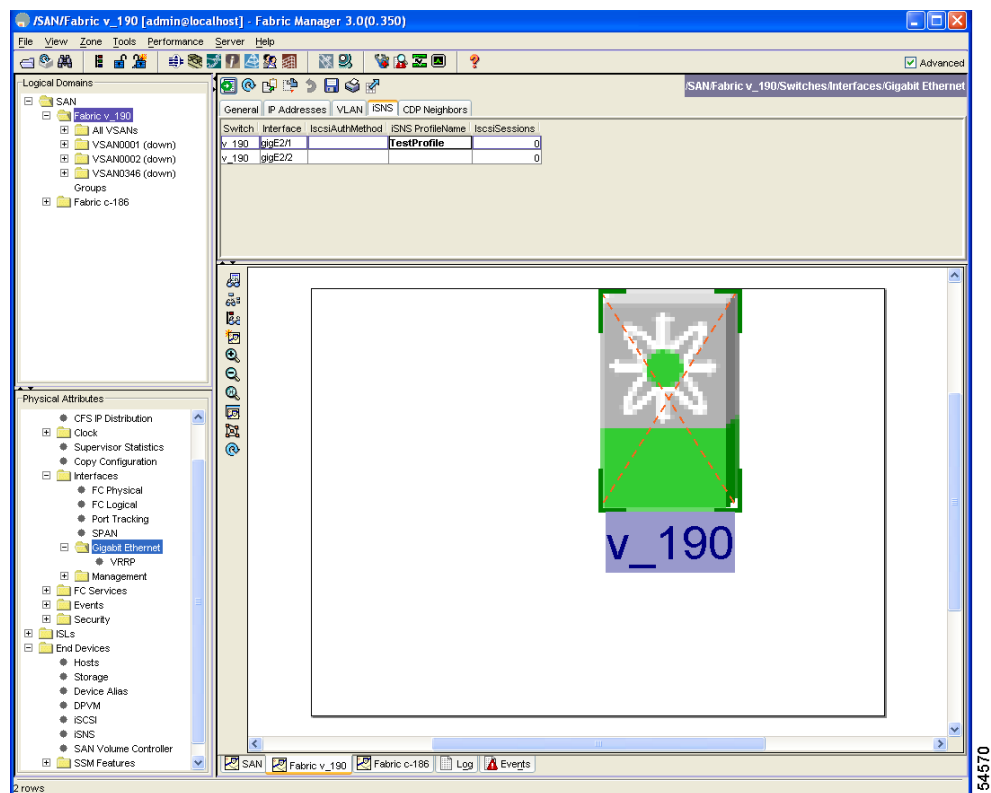 /SAN/Fabric v_190 [admin@localhost] - Fabric Manager 3.0(0.350)
File View Zone Tools Performance Server Help
Advanced
Logical Domains
SAN
Fabric v_190
All VSANs
VSAN0001 (down)
VSAN0002 (down)
VSAN0346 (down)
Groups
Fabric c-186
/SAN/Fabric v_190/Switches/Interfaces/Gigabit Ethernet
General IP Addresses VLAN iSNS CDP Neighbors
Switch Interface IscsiAuthMethod iSNS ProfileName IscsiSessions
v_190 gigE2/1 TestProfile 0
v_190 gigE2/2 0
Physical Attributes
CFS IP Distribution
Clock
Supervisor Statistics
Copy Configuration
Interfaces
FC Physical
FC Logical
Port Tracking
SPAN
Gigabit Ethernet
VRRP
Management
FC Services
Events
Security
ISLs
End Devices
Hosts
Storage
Device Alias
DPVM
iSCSI
iSNS
SAN Volume Controller
SSM Features
v_190
SAN Fabric v_190 Fabric c-186 Log Events
2 rows
54570